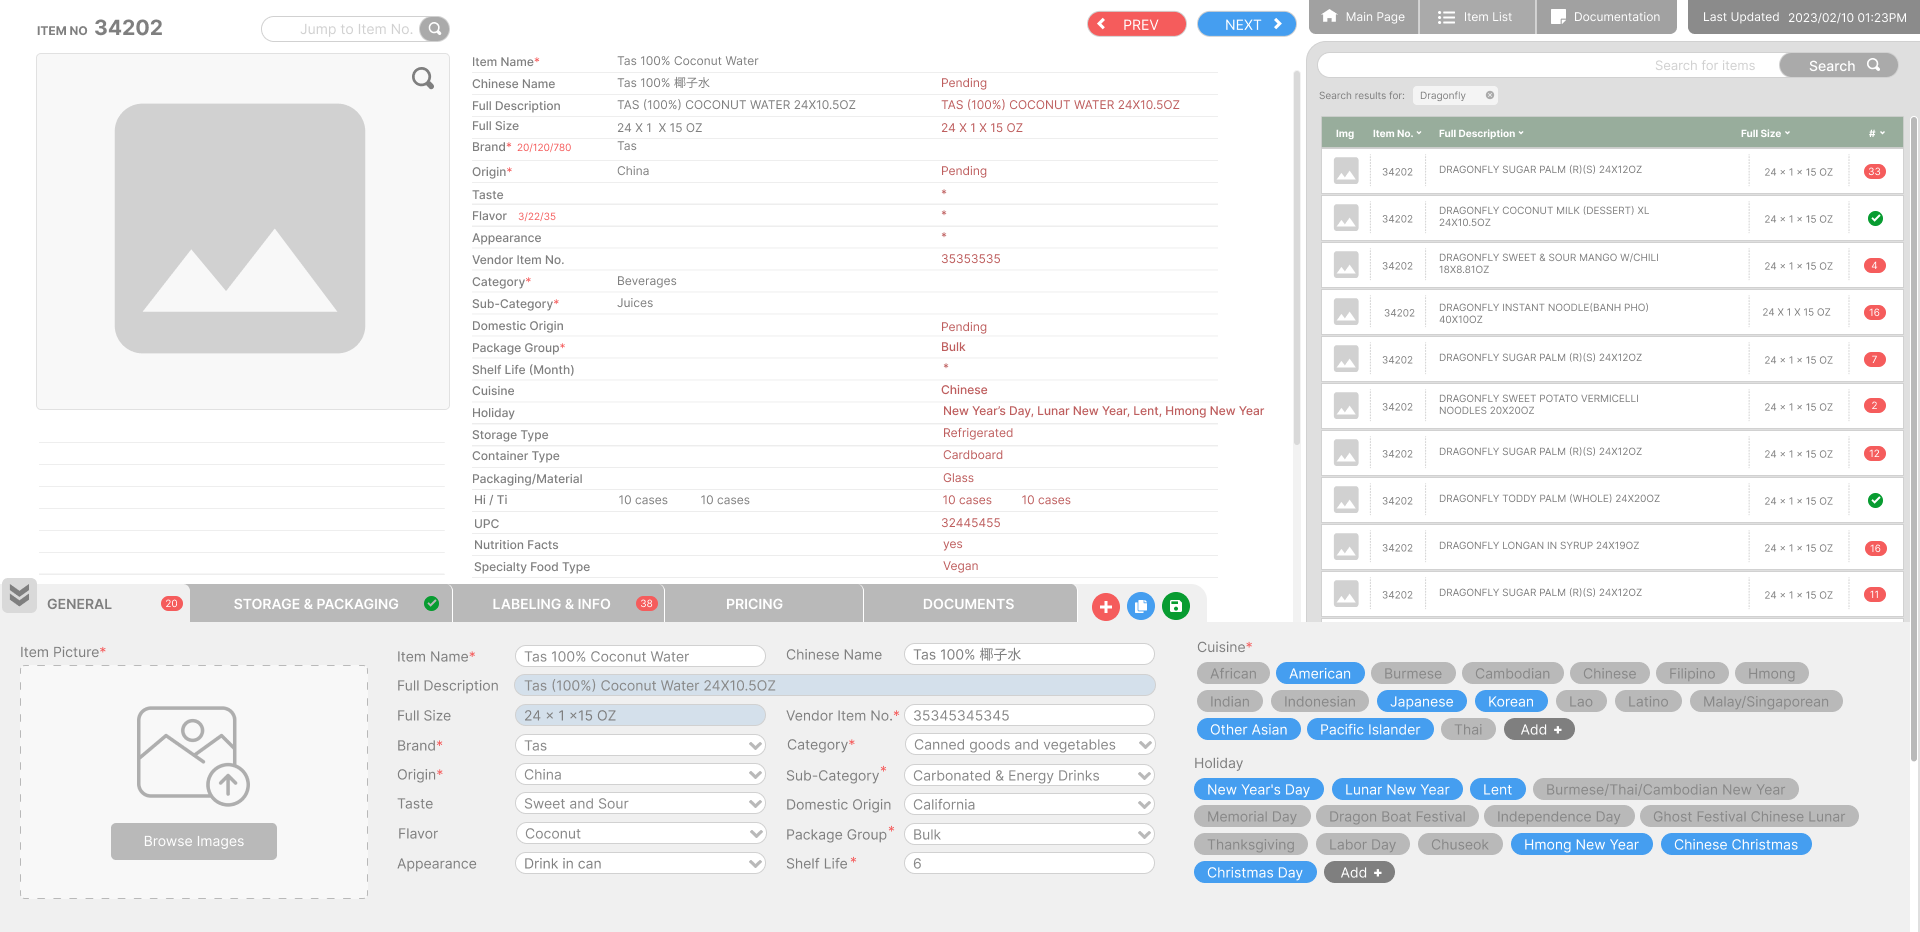 ITEM NO 34202
Jump to Item No.
PREV
NEXT
Main Page
Item List
Documentation
Last Updated 2023/02/10 01:23PM
Item Name* Tas 100% Coconut Water
Chinese Name Tas 100% 椰子水 Pending
Full Description TAS (100%) COCONUT WATER 24X10.5OZ TAS (100%) COCONUT WATER 24X10.5OZ
Full Size 24 X 1 X 15 OZ 24 X 1 X 15 OZ
Brand* 20/120/780 Tas
Origin* China Pending
Taste *
Flavor 3/22/35 *
Appearance *
Vendor Item No. 35353535
Category* Beverages
Sub-Category* Juices
Domestic Origin Pending
Package Group* Bulk
Shelf Life (Month) *
Cuisine Chinese
Holiday New Year's Day, Lunar New Year, Lent, Hmong New Year
Storage Type Refrigerated
Container Type Cardboard
Packaging/Material Glass
Hi / Ti 10 cases 10 cases 10 cases 10 cases
UPC 32445455
Nutrition Facts yes
Specialty Food Type Vegan
Search for items
Search
Search results for: Dragonfly
Img Item No. Full Description Full Size #
34202 DRAGONFLY SUGAR PALM (R)(S) 24X12OZ 24 × 1 × 15 OZ 33
34202 DRAGONFLY COCONUT MILK (DESSERT) XL
24X10.5OZ 24 × 1 × 15 OZ
34202 DRAGONFLY SWEET & SOUR MANGO W/CHILI
18X8.81OZ 24 × 1 × 15 OZ 4
34202 DRAGONFLY INSTANT NOODLE(BANH PHO)
40X10OZ 24 X 1 X 15 OZ 16
34202 DRAGONFLY SUGAR PALM (R)(S) 24X12OZ 24 × 1 × 15 OZ 7
34202 DRAGONFLY SWEET POTATO VERMICELLI
NOODLES 20X20OZ 24 × 1 × 15 OZ 2
34202 DRAGONFLY SUGAR PALM (R)(S) 24X12OZ 24 × 1 × 15 OZ 12
34202 DRAGONFLY TODDY PALM (WHOLE) 24X20OZ 24 × 1 × 15 OZ
34202 DRAGONFLY LONGAN IN SYRUP 24X19OZ 24 × 1 × 15 OZ 16
34202 DRAGONFLY SUGAR PALM (R)(S) 24X12OZ 24 × 1 × 15 OZ 11
GENERAL 20
STORAGE & PACKAGING
LABELING & INFO 38
PRICING
DOCUMENTS
Item Picture*
Browse Images
Item Name* Tas 100% Coconut Water
Chinese Name Tas 100% 椰子水
Full Description Tas (100%) Coconut Water 24X10.5OZ
Full Size 24 × 1 ×15 OZ
Vendor Item No.* 35345345345
Brand* Tas
Category* Canned goods and vegetables
Origin* China
Sub-Category* Carbonated & Energy Drinks
Taste Sweet and Sour
Domestic Origin California
Flavor Coconut
Package Group* Bulk
Appearance Drink in can
Shelf Life* 6
Cuisine*
African American Burmese Cambodian Chinese Filipino Hmong
Indian Indonesian Japanese Korean Lao Latino Malay/Singaporean
Other Asian Pacific Islander Thai Add +
Holiday
New Year's Day Lunar New Year Lent Burmese/Thai/Cambodian New Year
Memorial Day Dragon Boat Festival Independence Day Ghost Festival Chinese Lunar
Thanksgiving Labor Day Chuseok Hmong New Year Chinese Christmas
Christmas Day Add +